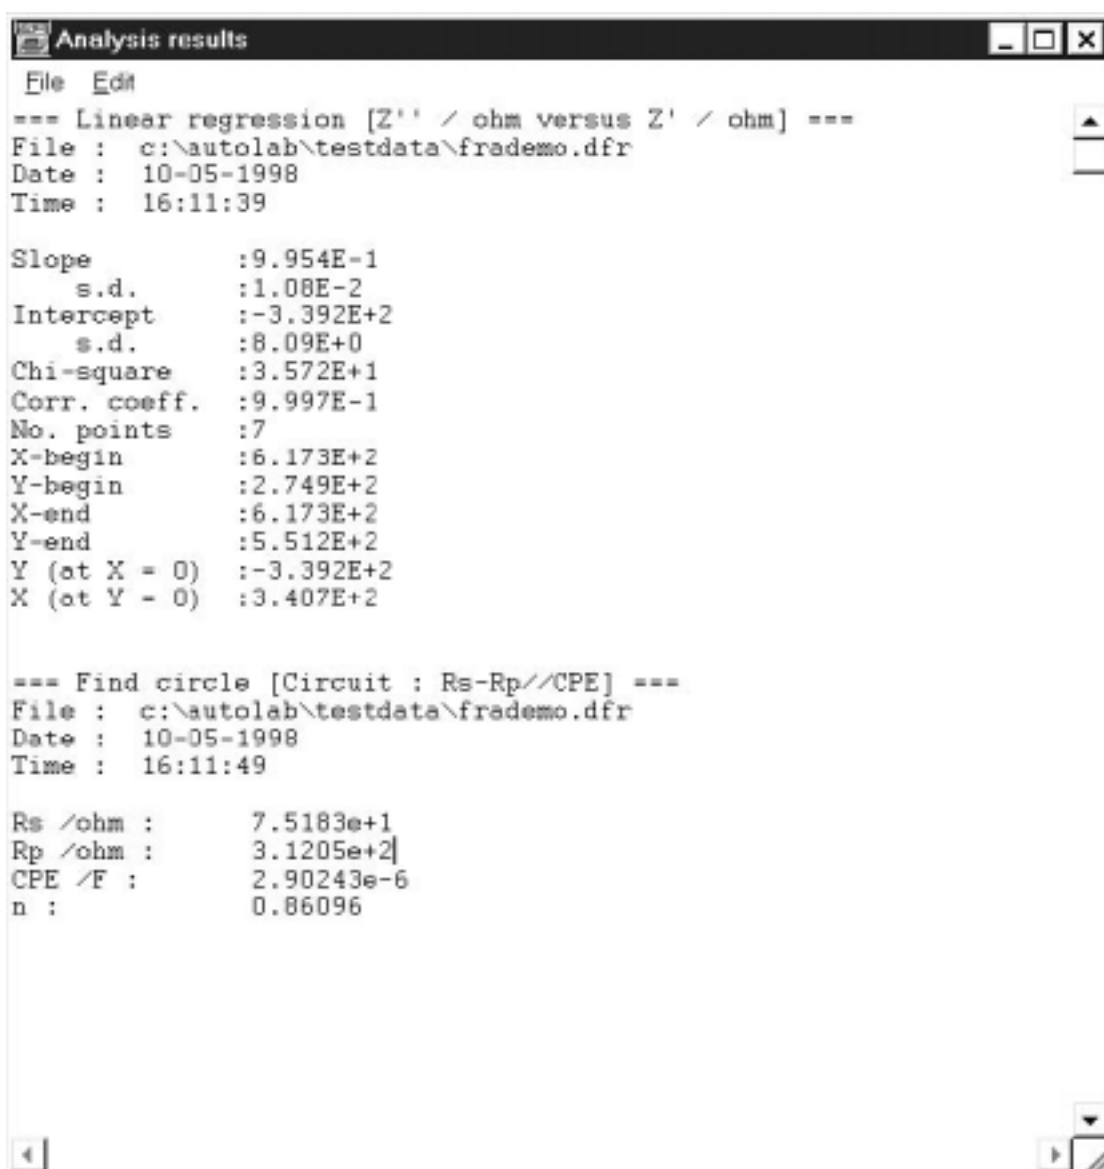 Analysis results
File Edit
=== Linear regression [Z'' / ohm versus Z' / ohm] ===
File : c:\autolab\testdata\frademo.dfr
Date : 10-05-1998
Time : 16:11:39
Slope :9.954E-1
s.d. :1.08E-2
Intercept :-3.392E+2
s.d. :8.09E+0
Chi-square :3.572E+1
Corr. coeff. :9.997E-1
No. points :7
X-begin :6.173E+2
Y-begin :2.749E+2
X-end :6.173E+2
Y-end :5.512E+2
Y (at X = 0) :-3.392E+2
X (at Y = 0) :3.407E+2
=== Find circle [Circuit : Rs-Rp//CPE] ===
File : c:\autolab\testdata\frademo.dfr
Date : 10-05-1998
Time : 16:11:49
Rs /ohm : 7.5183e+1
Rp /ohm : 3.1205e+2
CPE /F : 2.90243e-6
n : 0.86096